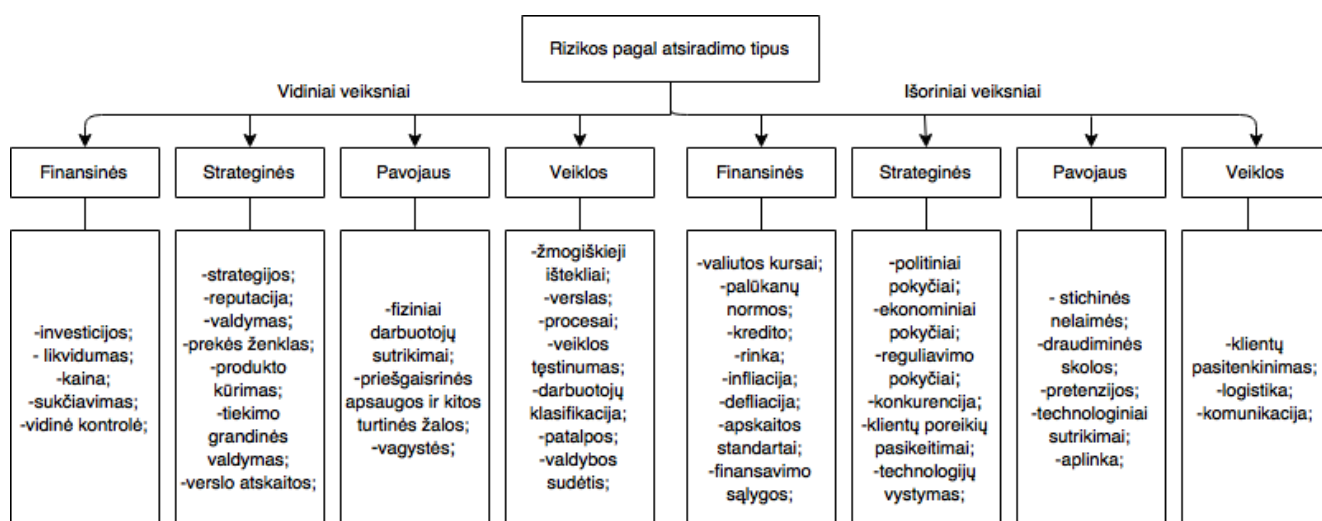 Rizikos pagal atsiradimo tipus
Vidiniai veiksniai
Išoriniai veiksniai
Finansinės
Strateginės
Pavojaus
Veiklos
Finansinės
Strateginės
Pavojaus
Veiklos
-investicijos;
- likvidumas;
-kaina;
-sukčiavimas;
-vidinė kontrolė;
-strategijos;
-reputacija;
-valdymas;
-prekės ženklas;
-produkto
kūrimas;
-tiekimo
grandinės
valdymas;
-verslo atskaitos;
-fiziniai
darbuotojų
sutrikimai;
-priešgaisrinės
apsaugos ir kitos
turtinės žalos;
-vagystės;
-žmogiškieji
ištekliai;
-verslas;
-procesai;
-veiklos
tęstinumas;
-darbuotojų
klasifikacija;
-patalpos;
-valdybos
sudėtis;
-valiutos kursai;
-palūkanų
normos;
-kredito;
-rinka;
-infliacija;
-defliacija;
-apskaitos
standartai;
-finansavimo
sąlygos;
-politiniai
pokyčiai;
-ekonominiai
pokyčiai;
-reguliavimo
pokyčiai;
-konkurencija;
-klientų poreikių
pasikeitimai;
-technologijų
vystymas;
- stichinės
nelaimės;
-draudiminės
skolos;
-pretenzijos;
-technologiniai
sutrikimai;
-aplinka;
-klientų
pasitenkinimas;
-logistika;
-komunikacija;